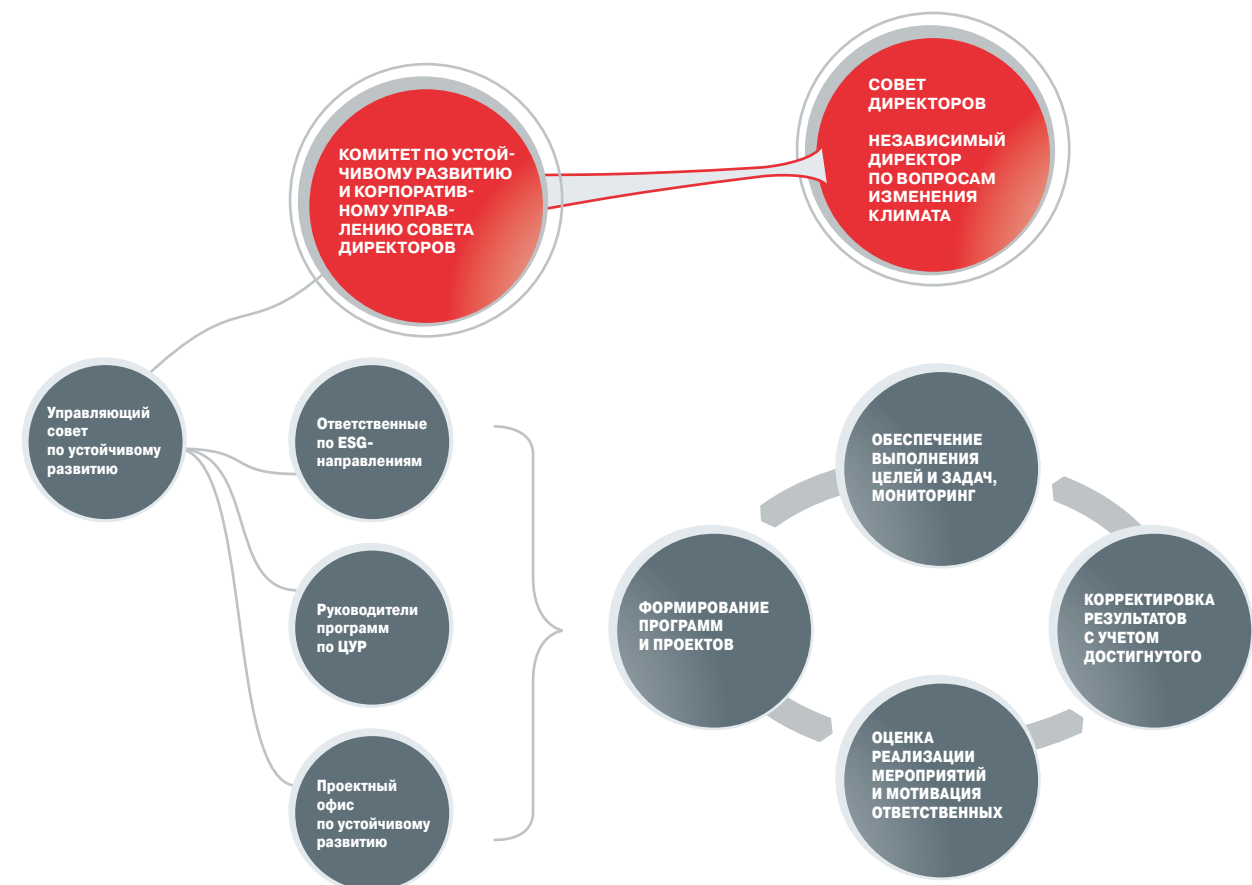 КОМИТЕТ ПО УСТОЙ-
ЧИВОМУ РАЗВИТИЮ
И КОРПОРАТИВ-
НОМУ УПРАВ-
ЛЕНИЮ СОВЕТА
ДИРЕКТОРОВ
СОВЕТ
ДИРЕКТОРОВ
НЕЗАВИСИМЫЙ
ДИРЕКТОР
ПО ВОПРОСАМ
ИЗМЕНЕНИЯ
КЛИМАТА
Управляющий
совет
по устойчивому
развитию
Ответственные
по ESG-
направлениям
Руководители
программ
по ЦУР
Проектный
офис
по устойчивому
развитию
ФОРМИРОВАНИЕ
ПРОГРАММ
И ПРОЕКТОВ
ОБЕСПЕЧЕНИЕ
ВЫПОЛНЕНИЯ
ЦЕЛЕЙ И ЗАДАЧ,
МОНИТОРИНГ
КОРРЕКТИРОВКА
РЕЗУЛЬТАТОВ
С УЧЕТОМ
ДОСТИГНУТОГО
ОЦЕНКА
РЕАЛИЗАЦИИ
МЕРОПРИЯТИЙ
И МОТИВАЦИЯ
ОТВЕТСТВЕННЫХ